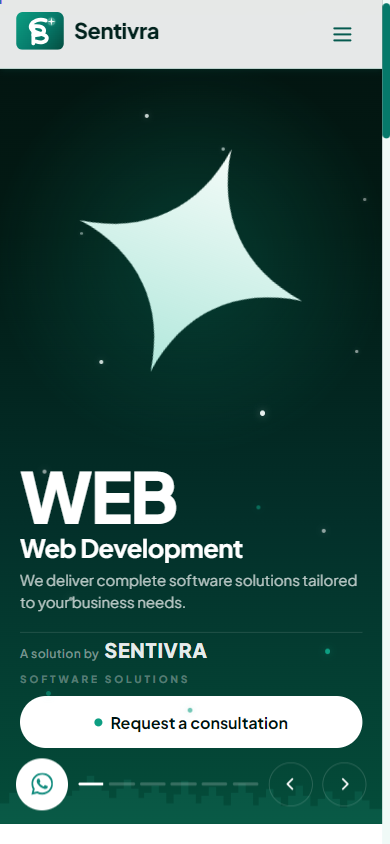 Sentivra
WEB
Web Development
We deliver complete software solutions tailored
to your business needs.
A solution by SENTIVRA
SOFTWARE SOLUTIONS
Request a consultation